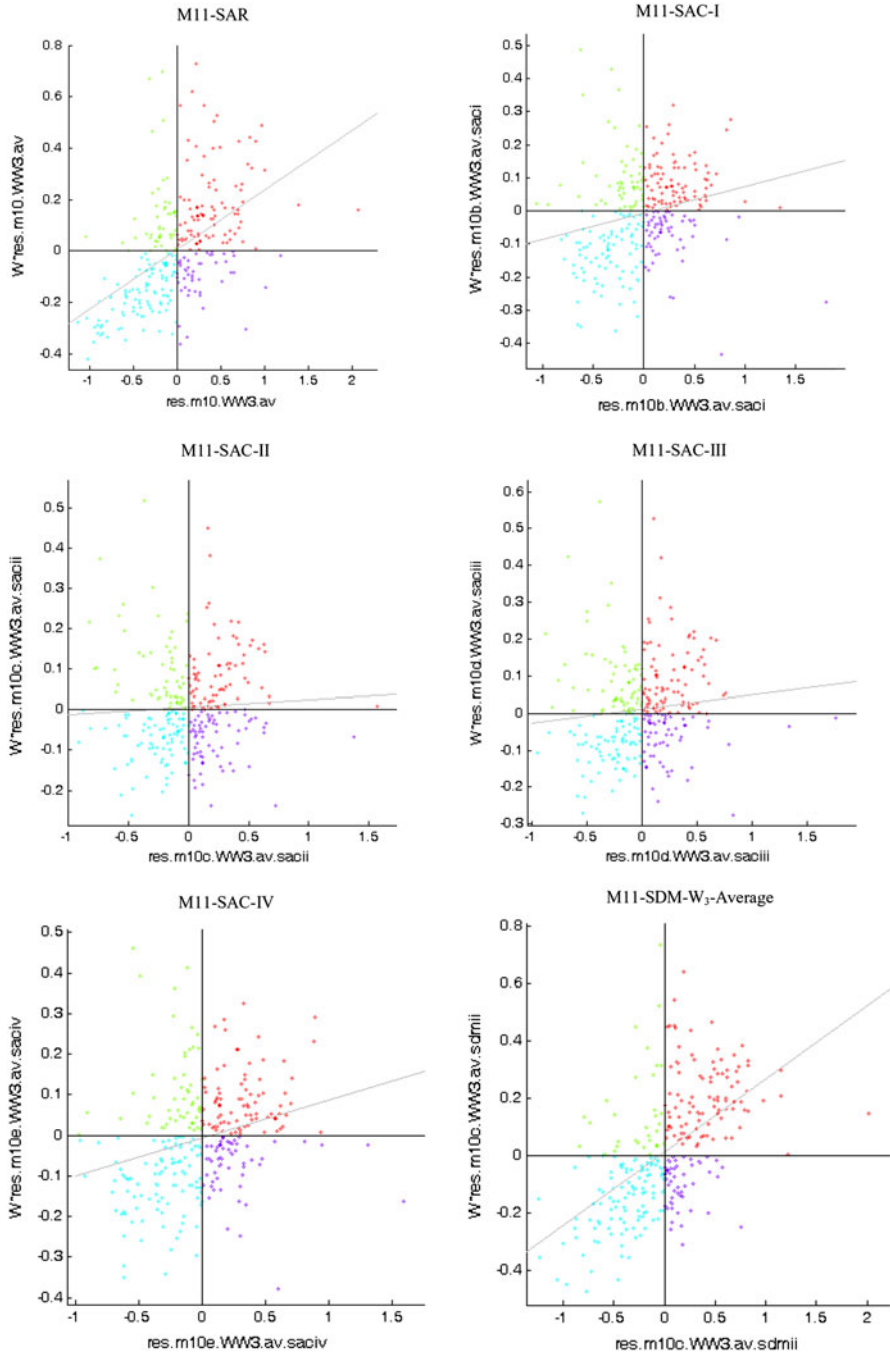 M11-SAR
0.8
0.6
0.4
0.2
0
-0.2
-0.4
W*res.m10.WW3.av
-1 -0.5 0 0.5 1 1.5 2
res.m10.WW3.av
M11-SAC-I
0.5
0.4
0.3
0.2
0.1
0
-0.1
-0.2
-0.3
-0.4
W*res.m10b.WW3.av.saci
-1 -0.5 0 0.5 1 1.5
res.m10b.WW3.av.saci
M11-SAC-II
0.5
0.4
0.3
0.2
0.1
0
-0.1
-0.2
W*res.m10c.WW3.av.sacii
-1 -0.5 0 0.5 1 1.5
res.m10c.WW3.av.sacii
M11-SAC-III
0.6
0.5
0.4
0.3
0.2
0.1
0
-0.1
-0.2
-0.3
W*res.m10d.WW3.av.saciii
-1 -0.5 0 0.5 1 1.5
res.m10d.WW3.av.saciii
M11-SAC-IV
0.5
0.4
0.3
0.2
0.1
0
-0.1
-0.2
-0.3
-0.4
W*res.m10e.WW3.av.saciv
-1 -0.5 0 0.5 1 1.5
res.m10e.WW3.av.saciv
M11-SDM-W₃-Average
0.8
0.6
0.4
0.2
0
-0.2
-0.4
W*res.m10c.WW3.av.sdmii
-1 -0.5 0 0.5 1 1.5 2
res.m10c.WW3.av.sdmii